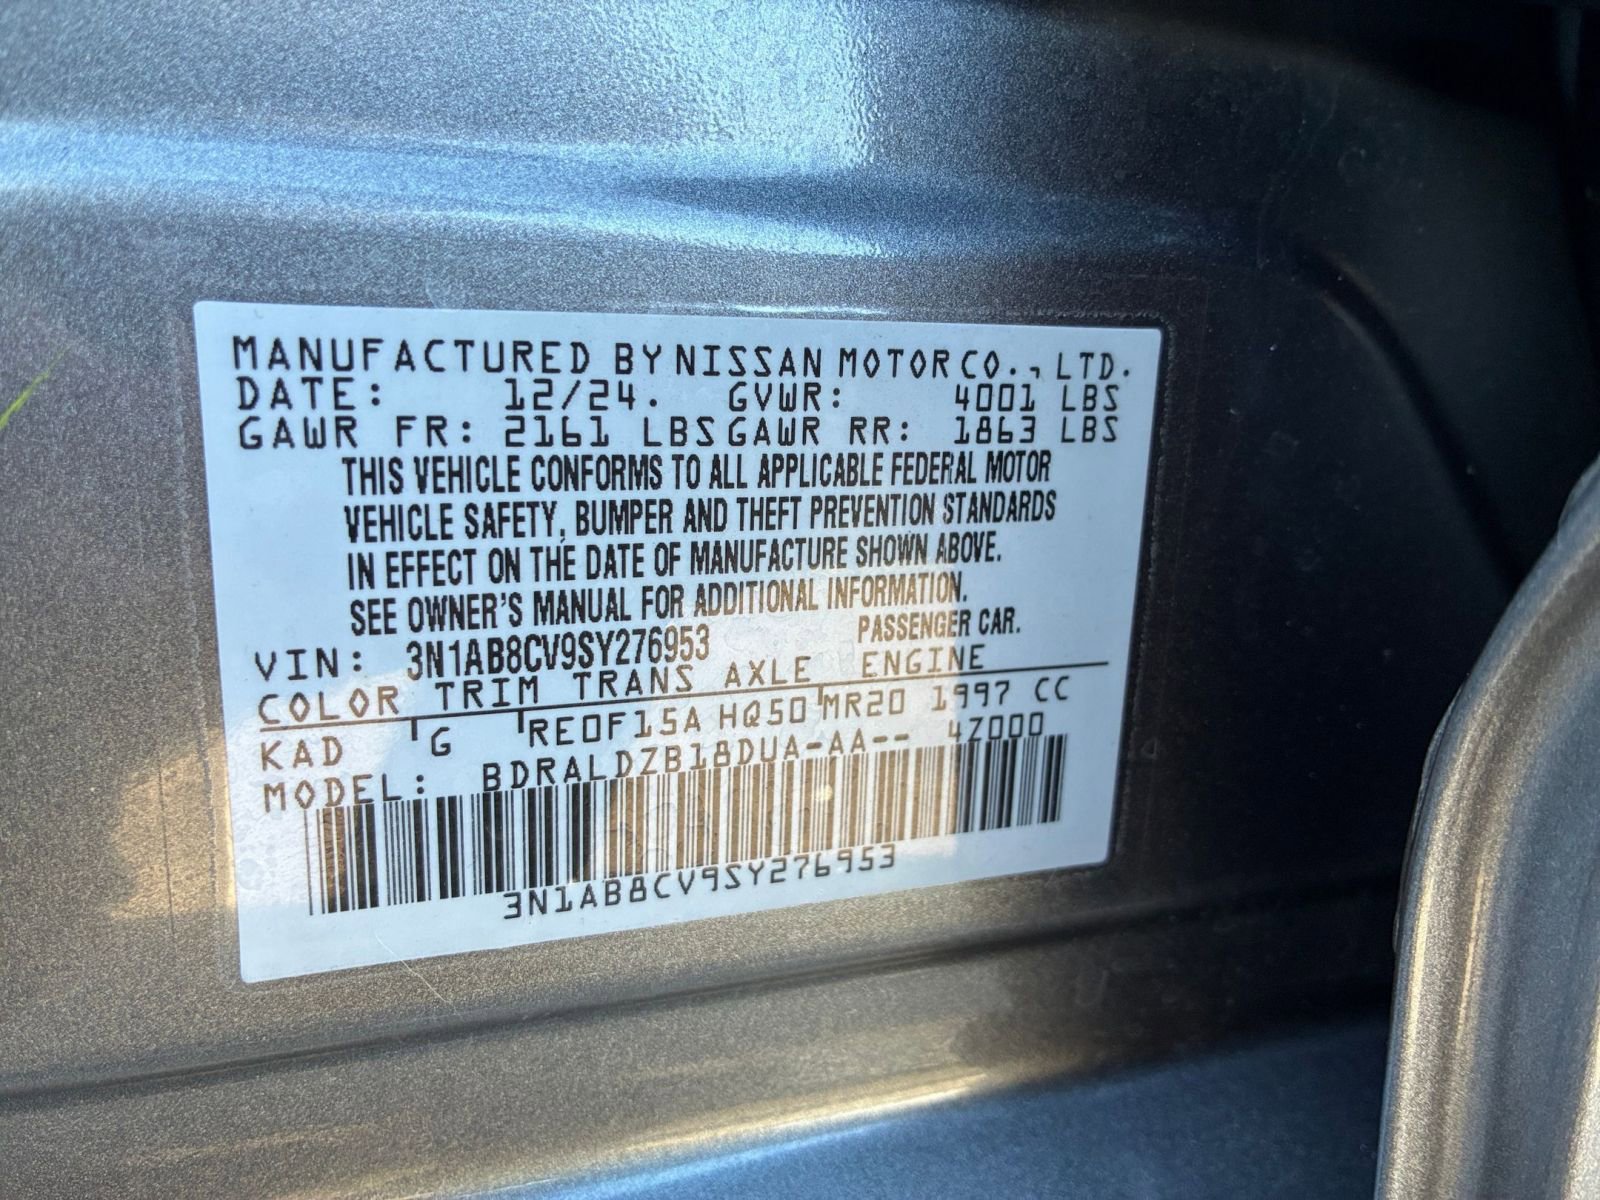 MANUFACTURED BY NISSAN MOTOR CO., LTD.
DATE: 12/24. GVWR: 4001 LBS
GAWR FR: 2161 LBS GAWR RR: 1863 LBS
THIS VEHICLE CONFORMS TO ALL APPLICABLE FEDERAL MOTOR
VEHICLE SAFETY, BUMPER AND THEFT PREVENTION STANDARDS
IN EFFECT ON THE DATE OF MANUFACTURE SHOWN ABOVE.
SEE OWNER'S MANUAL FOR ADDITIONAL INFORMATION.
VIN: 3N1AB8CV9SY276953 PASSENGER CAR.
COLOR TRIM TRANS AXLE ENGINE
KAD G RE0F15A HQ50 MR20 1997 CC
MODEL: BDRALDZB18DUA-AA-- 4Z000
3N1AB8CV9SY276953